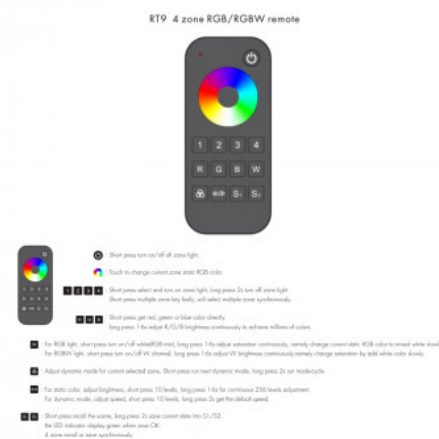 RT9 4 zone RGB/RGBW remote
1 2 3 4
R G B W
S1 S2
Short press turn on/off all zone light.
Touch to change current zone static RGB color.
1 2 3 4 Short press select and turn on zone light, long press 2s turn off zone light.
Short press multiple zone key fastly, will select multiple zone synchronously.
R G B Short press get red, green or blue color directly.
long press 1-6s adjust R/G/B brightness continuously to achieve millions of colors.
W For RGB light, short press turn on/off white(RGB mix), long press 1-6s adjust saturation continuously, namely change current static RGB color to mixed white slowly
For RGBW light, short press turn on/off W channel, long press 1-6s adjust W brightness continuously,namely change saturation by add white color slowly.
Adjust dynamic mode for current selected zone. Short press run next dynamic mode, long press 2s run mode-cycle.
For static color, adjust brightness, short press 10 levels, long press 1-6s for continuous 256 levels adjustment.
For dynamic mode, adjust speed, short press 10 levels, long press 2s get the default speed.
S1 S2 Short press recall the scene, long press 2s save current state into S1/S2.
the LED indicator display green when save OK.
4 zone recall or save synchronously.